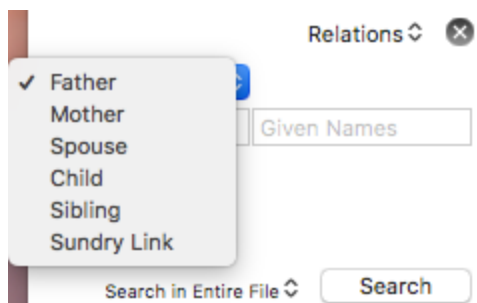 Relations
✓ Father
Mother
Spouse
Given Names
Child
Sibling
Sundry Link
Search in Entire File
Search